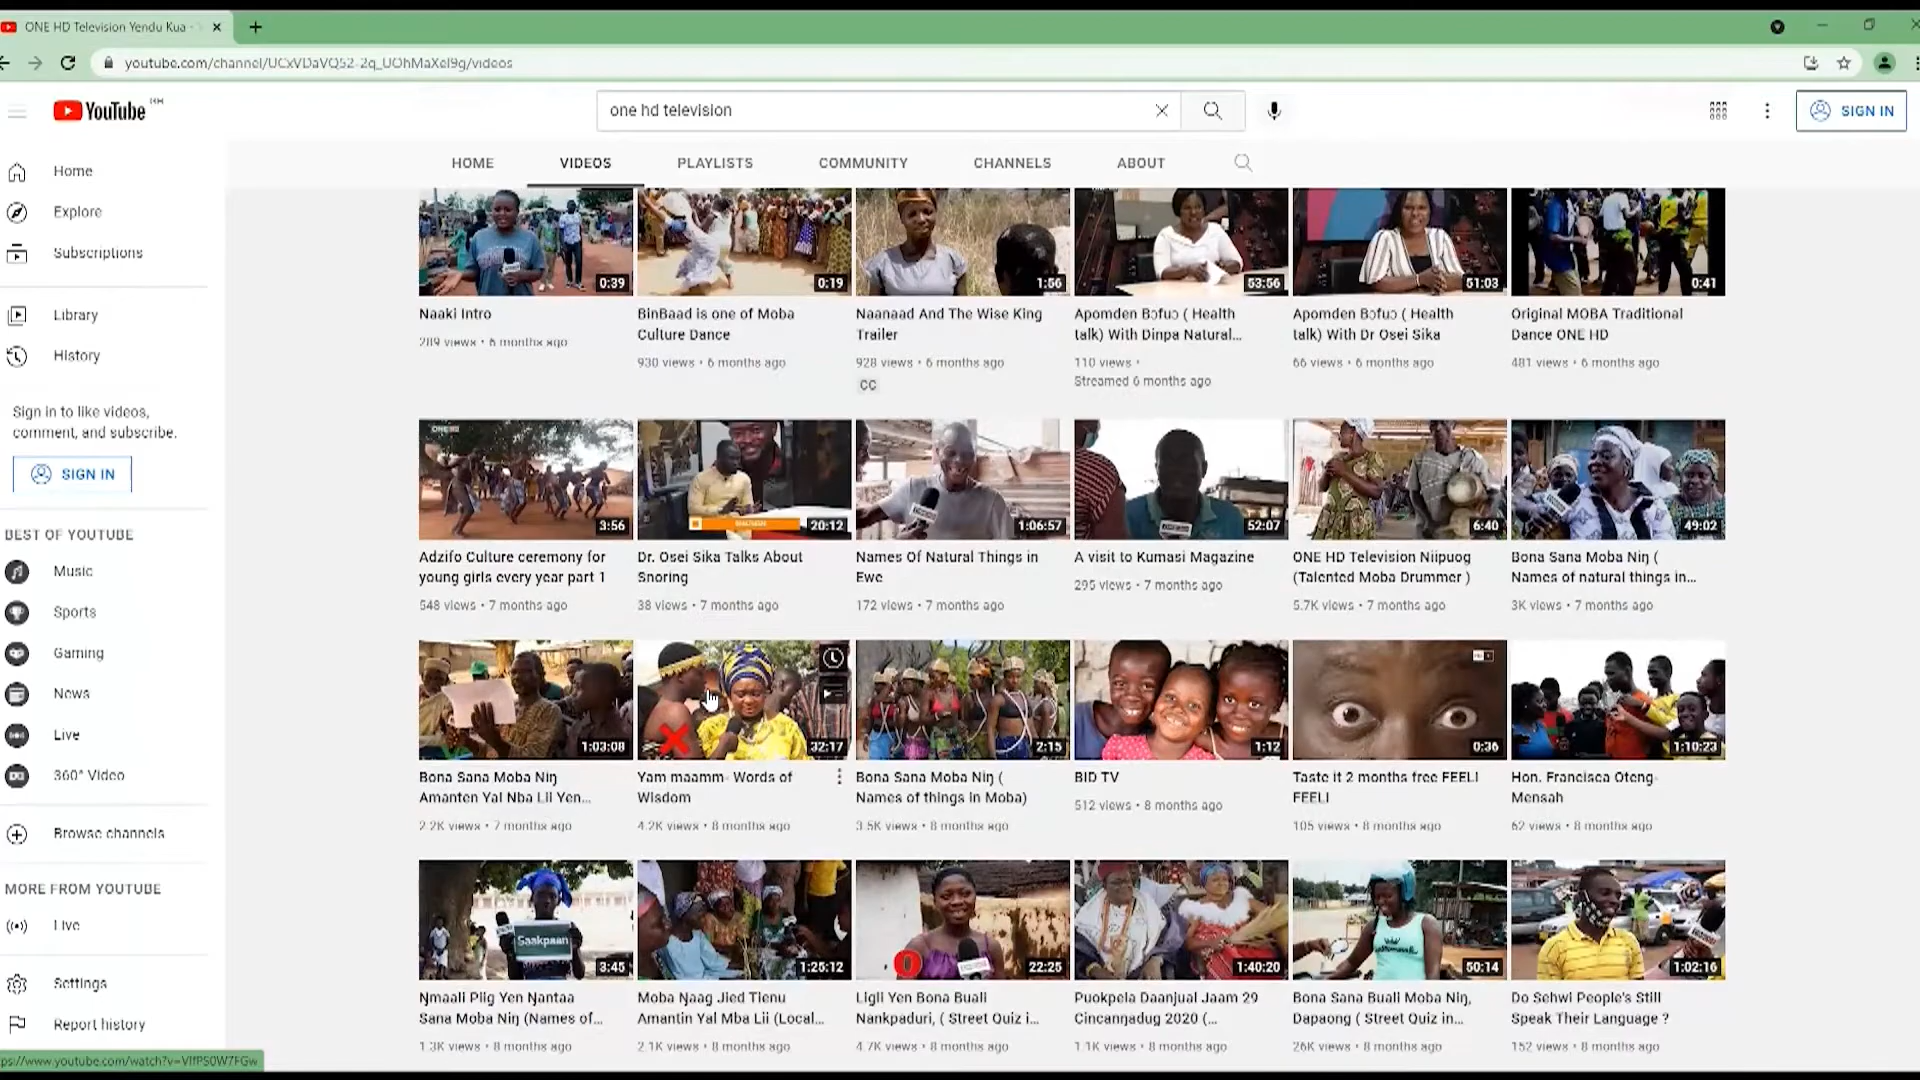 ONE HD Television Yendu Kua -
youtube.com/channel/UCxVDaVQ52-2q_UOhMaXel9g/videos
YouTube
one hd television
SIGN IN
HOME
VIDEOS
PLAYLISTS
COMMUNITY
CHANNELS
ABOUT
Home
Explore
Subscriptions
Library
History
Sign in to like videos,
comment, and subscribe.
SIGN IN
BEST OF YOUTUBE
Music
Sports
Gaming
News
Live
360° Video
Browse channels
MORE FROM YOUTUBE
Live
Settings
Report history
0:39
Naaki Intro
289 views • 6 months ago
0:19
BinBaad is one of Moba
Culture Dance
930 views • 6 months ago
1:56
Naanaad And The Wise King
Trailer
928 views • 6 months ago
CC
53:56
Apomden Bɔfuɔ ( Health
talk) With Dinpa Natural...
110 views •
Streamed 6 months ago
51:03
Apomden Bɔfuɔ ( Health
talk) With Dr Osei Sika
66 views • 6 months ago
0:41
Original MOBA Traditional
Dance ONE HD
481 views • 6 months ago
ONE HD
3:56
Adzifo Culture ceremony for
young girls every year part 1
548 views • 7 months ago
20:12
Dr. Osei Sika Talks About
Snoring
38 views • 7 months ago
1:06:57
Names Of Natural Things in
Ewe
172 views • 7 months ago
52:07
A visit to Kumasi Magazine
295 views • 7 months ago
6:40
ONE HD Television Niipuog
(Talented Moba Drummer )
5.7K views • 7 months ago
49:02
Bona Sana Moba Niŋ (
Names of natural things in...
3K views • 7 months ago
1:03:08
Bona Sana Moba Niŋ
Amanten Yal Nba Lii Yen...
2.2K views • 7 months ago
32:17
Yam maamm- Words of
Wisdom
4.2K views • 8 months ago
2:15
Bona Sana Moba Niŋ (
Names of things in Moba)
3.5K views • 8 months ago
1:12
BID TV
512 views • 8 months ago
0:36
Taste it 2 months free FEELI
FEELI
105 views • 8 months ago
1:10:23
Hon. Francisca Oteng-
Mensah
62 views • 8 months ago
Saakpaan
3:45
Ŋmaali Piig Yen Ŋantaa
Sana Moba Niŋ (Names of...
1.3K views • 8 months ago
1:25:12
Moba Ŋaag Jied Tienu
Amantin Yal Mba Lii (Local...
2.1K views • 8 months ago
22:25
Ligli Yen Bona Buali
Nankpaduri, ( Street Quiz i...
4.7K views • 8 months ago
1:40:20
Puokpela Daanjual Jaam 29
Cincanŋadug 2020 (...
1.1K views • 8 months ago
50:14
Bona Sana Buali Moba Niŋ,
Dapaong ( Street Quiz in...
26K views • 8 months ago
1:02:16
Do Sehwi People's Still
Speak Their Language ?
152 views • 8 months ago